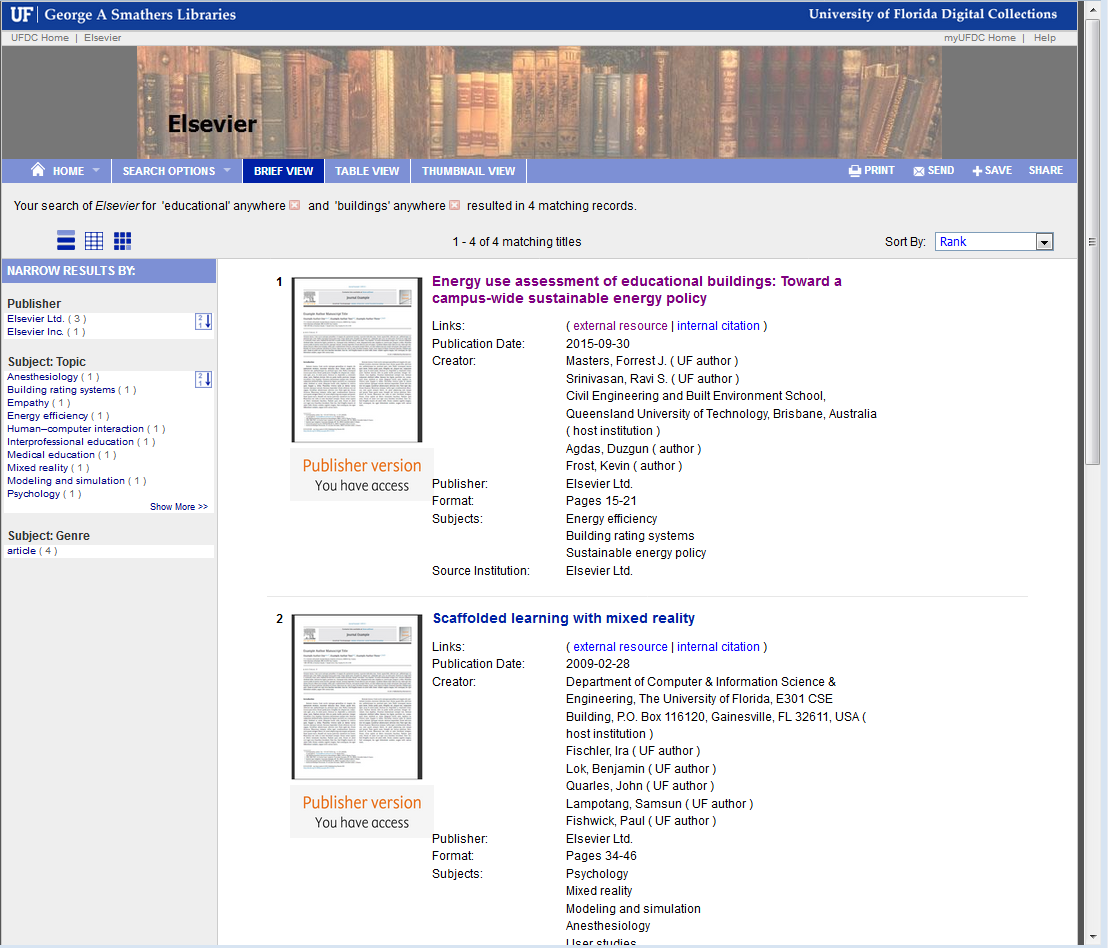 UF George A Smathers Libraries
University of Florida Digital Collections
UFDC Home | Elsevier
myUFDC Home | Help
Elsevier
HOME SEARCH OPTIONS BRIEF VIEW TABLE VIEW THUMBNAIL VIEW PRINT SEND SAVE SHARE
Your search of Elsevier for 'educational' anywhere and 'buildings' anywhere resulted in 4 matching records.
1 - 4 of 4 matching titles
Sort By: Rank
NARROW RESULTS BY:
Publisher
Elsevier Ltd. ( 3 )
Elsevier Inc. ( 1 )
Subject: Topic
Anesthesiology ( 1 )
Building rating systems ( 1 )
Empathy ( 1 )
Energy efficiency ( 1 )
Human–computer interaction ( 1 )
Interprofessional education ( 1 )
Medical education ( 1 )
Mixed reality ( 1 )
Modeling and simulation ( 1 )
Psychology ( 1 )
Show More >>
Subject: Genre
article ( 4 )
1
Energy use assessment of educational buildings: Toward a
campus-wide sustainable energy policy
Links: ( external resource | internal citation )
Publication Date: 2015-09-30
Creator: Masters, Forrest J. ( UF author )
Srinivasan, Ravi S. ( UF author )
Civil Engineering and Built Environment School,
Queensland University of Technology, Brisbane, Australia
( host institution )
Agdas, Duzgun ( author )
Frost, Kevin ( author )
Publisher: Elsevier Ltd.
Format: Pages 15-21
Subjects: Energy efficiency
Building rating systems
Sustainable energy policy
Source Institution: Elsevier Ltd.
Publisher version
You have access
2
Scaffolded learning with mixed reality
Links: ( external resource | internal citation )
Publication Date: 2009-02-28
Creator: Department of Computer & Information Science &
Engineering, The University of Florida, E301 CSE
Building, P.O. Box 116120, Gainesville, FL 32611, USA (
host institution )
Fischler, Ira ( UF author )
Lok, Benjamin ( UF author )
Quarles, John ( UF author )
Lampotang, Samsun ( UF author )
Fishwick, Paul ( UF author )
Publisher: Elsevier Ltd.
Format: Pages 34-46
Subjects: Psychology
Mixed reality
Modeling and simulation
Anesthesiology
User studies
Publisher version
You have access